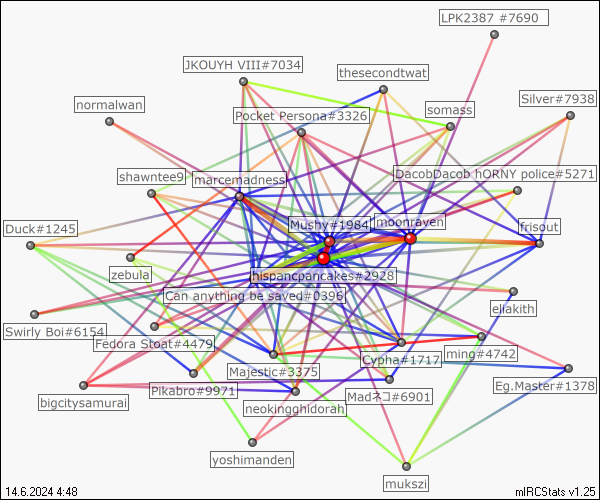 LPK2387 #7690
JKOUYH VIII#7034
thesecondtwat
Silver#7938
normalwan
somass
Pocket Persona#3326
DacobDacob hORNY police#5271
shawntee9
marcemadness
Duck#1245
Mushy#1984
moonraven
frisout
zebula
hispancpancakes#2928
Can anything be saved#0396
ellakith
Swirly Boi#6154
Fedora Stoat#4479
Cypha#1717
ming#4742
Majestic#3375
Eg.Master#1378
Pikabro#9971
Madネコ#6901
bigcitysamurai
neokingghidorah
yoshimanden
mukszi
14.6.2024 4:48
mIRCStats v1.25